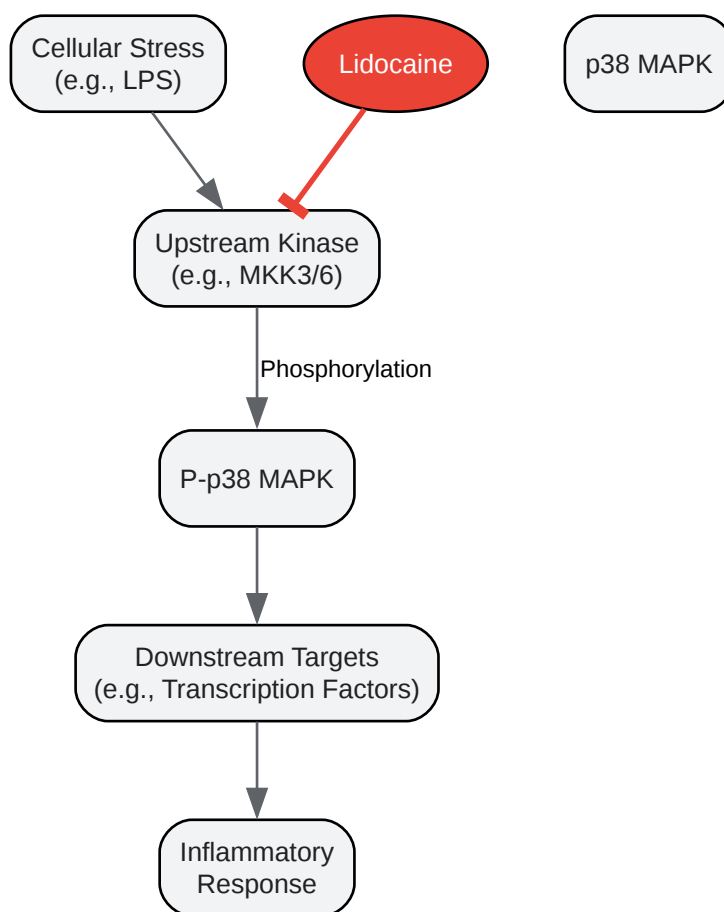 Cellular Stress
(e.g., LPS)
Lidocaine
p38 MAPK
Upstream Kinase
(e.g., MKK3/6)
Phosphorylation
P-p38 MAPK
Downstream Targets
(e.g., Transcription Factors)
Inflammatory
Response